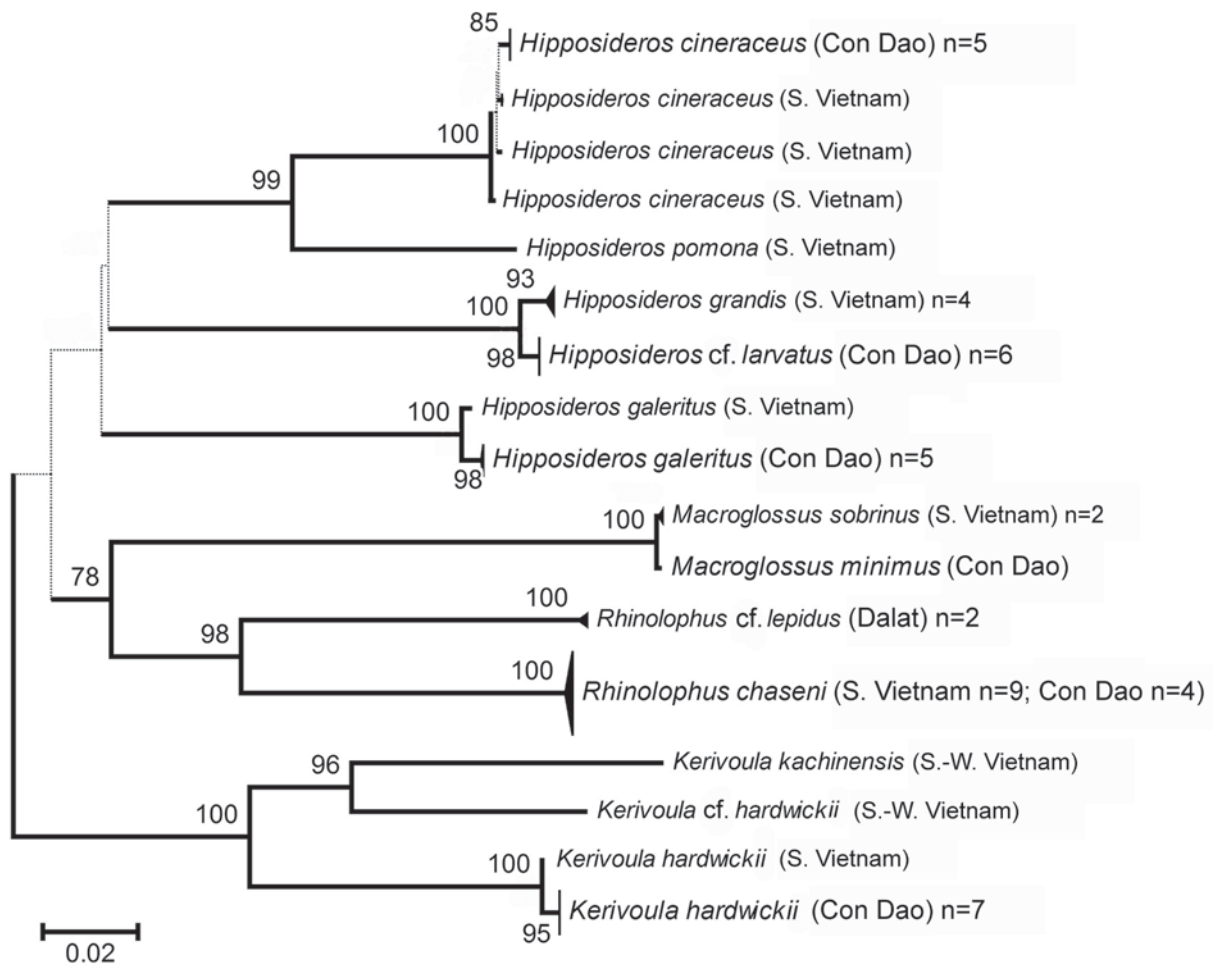 85
Hipposideros cineraceus (Con Dao) n=5
Hipposideros cineraceus (S. Vietnam)
100
Hipposideros cineraceus (S. Vietnam)
99
Hipposideros cineraceus (S. Vietnam)
Hipposideros pomona (S. Vietnam)
93
Hipposideros grandis (S. Vietnam) n=4
100
98
Hipposideros cf. larvatus (Con Dao) n=6
100
Hipposideros galeritus (S. Vietnam)
Hipposideros galeritus (Con Dao) n=5
98
100
Macroglossus sobrinus (S. Vietnam) n=2
Macroglossus minimus (Con Dao)
78
100
Rhinolophus cf. lepidus (Dalat) n=2
98
100
Rhinolophus chaseni (S. Vietnam n=9; Con Dao n=4)
96
Kerivoula kachinensis (S.-W. Vietnam)
100
Kerivoula cf. hardwickii (S.-W. Vietnam)
100
Kerivoula hardwickii (S. Vietnam)
Kerivoula hardwickii (Con Dao) n=7
95
0.02